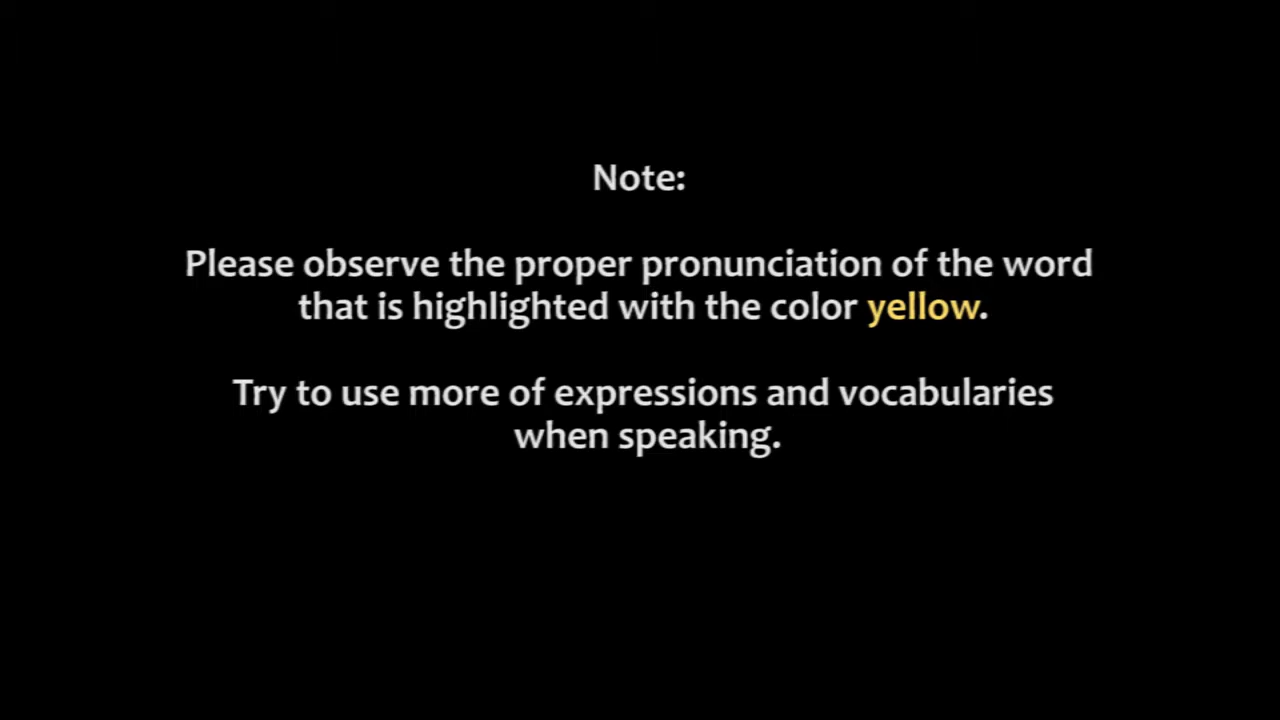 Note:
Please observe the proper pronunciation of the word
that is highlighted with the color yellow.
Try to use more of expressions and vocabularies
when speaking.